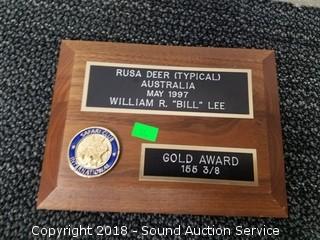 RUSA DEER (TYPICAL)
AUSTRALIA
MAY 1997
WILLIAM R. "BILL" LEE
SAFARI CLUB
INTERNATIONAL
GOLD AWARD
155 3/8
Copyright 2018 - Sound Auction Service